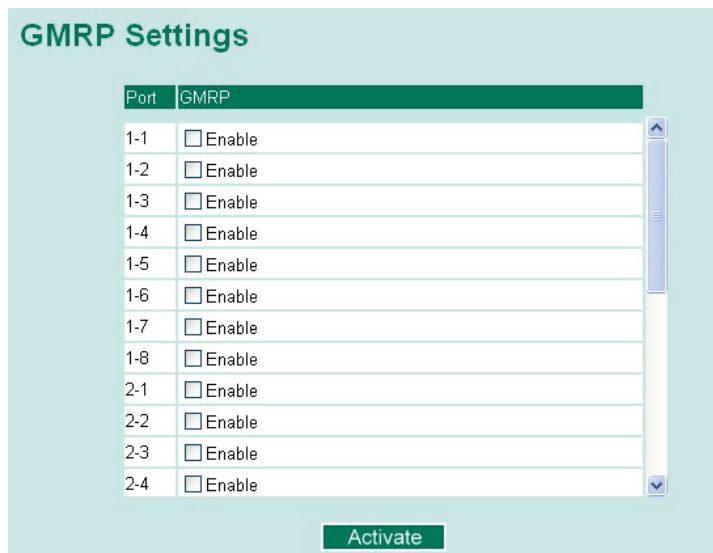 GMRP Settings
Port GMRP
1-1 Enable
1-2 Enable
1-3 Enable
1-4 Enable
1-5 Enable
1-6 Enable
1-7 Enable
1-8 Enable
2-1 Enable
2-2 Enable
2-3 Enable
2-4 Enable
Activate